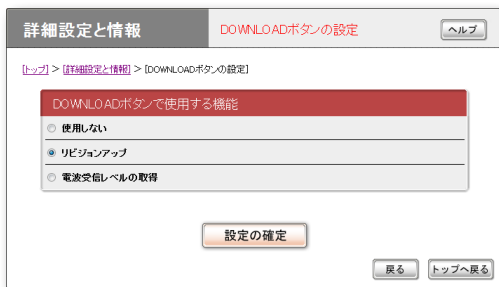 詳細設定と情報 DOWNLOADボタンの設定 ヘルプ
[トップ] > [詳細設定と情報] > [DOWNLOADボタンの設定]
DOWNLOADボタンで使用する機能
使用しない
リビジョンアップ
電波受信レベルの取得
設定の確定
戻る トップへ戻る